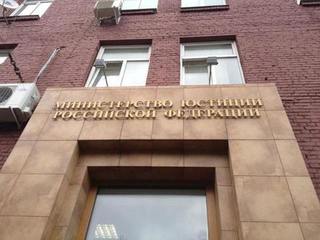 МИНИСТЕРСТВО ЮСТИЦИИ
РОССИЙСКОЙ ФЕДЕРАЦИИ